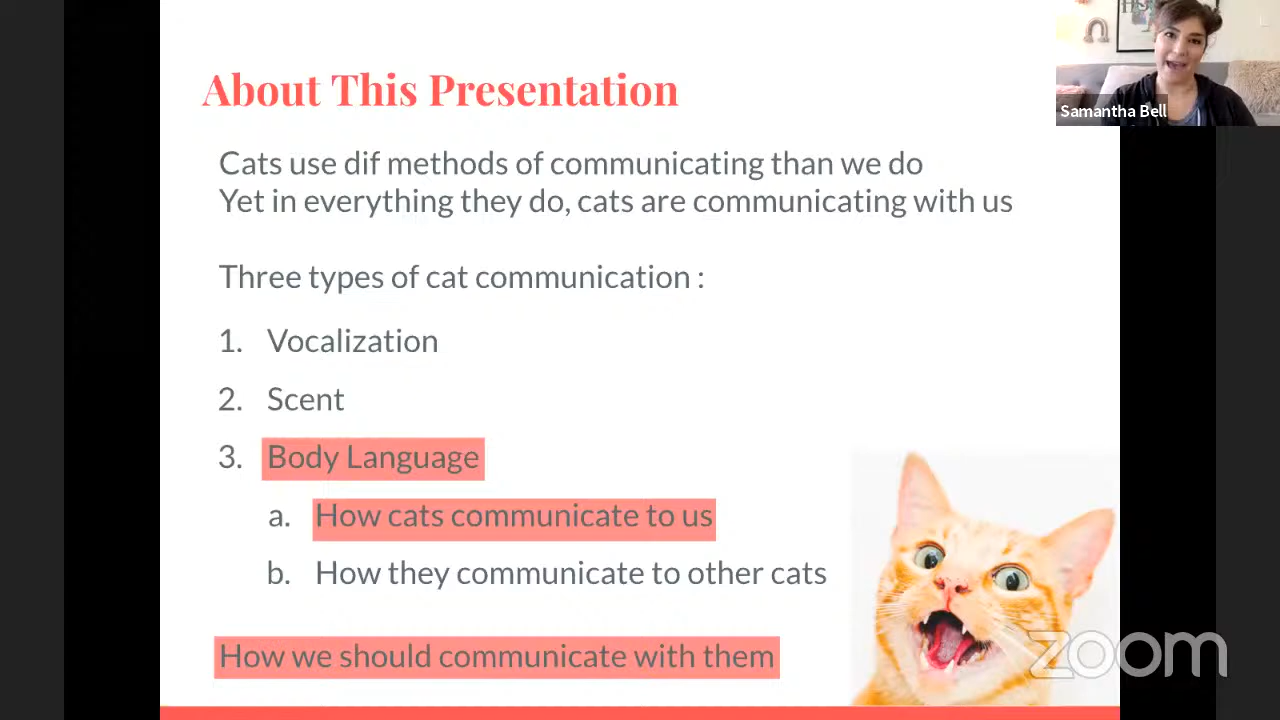 About This Presentation
Samantha Bell
Cats use dif methods of communicating than we do
Yet in everything they do, cats are communicating with us
Three types of cat communication :
1. Vocalization
2. Scent
3. Body Language
a. How cats communicate to us
b. How they communicate to other cats
How we should communicate with them
zoom